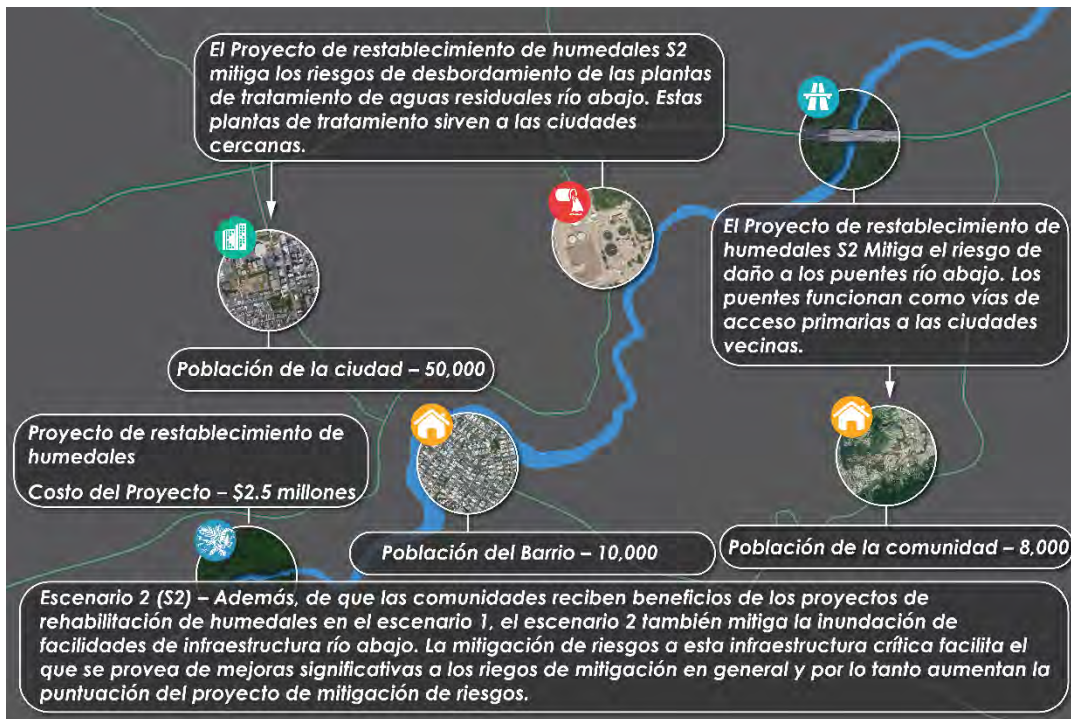 El Proyecto de restablecimiento de humedales S2
mitiga los riesgos de desbordamiento de las plantas
de tratamiento de aguas residuales río abajo. Estas
plantas de tratamiento sirven a las ciudades
cercanas.
El Proyecto de restablecimiento de
humedales S2 Mitiga el riesgo de
daño a los puentes río abajo. Los
puentes funcionan como vías de
acceso primarias a las ciudades
vecinas.
Población de la ciudad – 50,000
Proyecto de restablecimiento de
humedales
Costo del Proyecto – $2.5 millones
Población del Barrio – 10,000
Población de la comunidad – 8,000
Escenario 2 (S2) – Además, de que las comunidades reciben beneficios de los proyectos de
rehabilitación de humedales en el escenario 1, el escenario 2 también mitiga la inundación de
facilidades de infraestructura río abajo. La mitigación de riesgos a esta infraestructura crítica facilita el
que se provea de mejoras significativas a los riegos de mitigación en general y por lo tanto aumentan la
puntuación del proyecto de mitigación de riesgos.